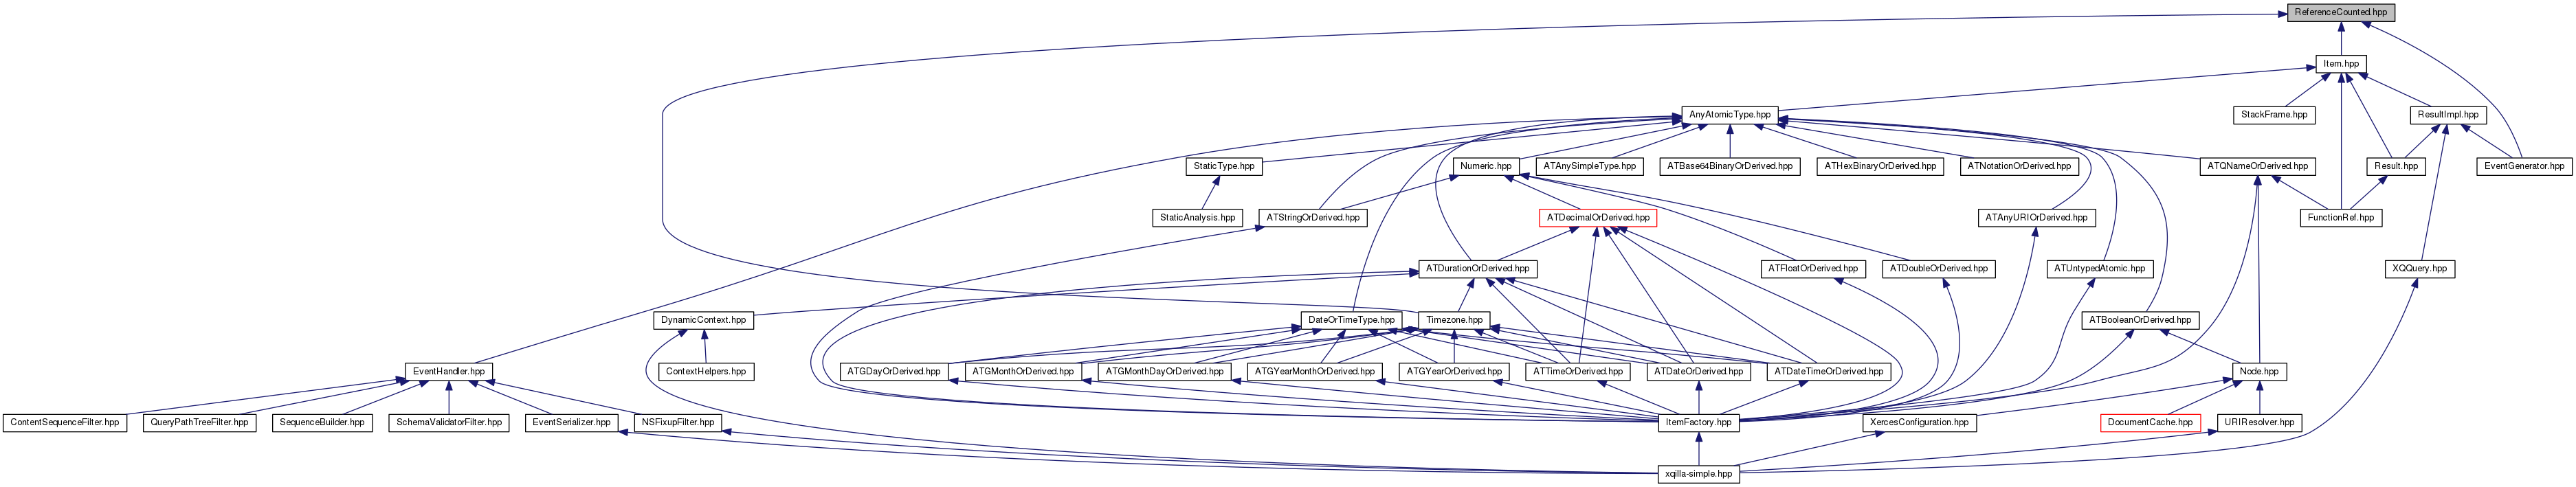 ReferenceCounted.hpp
Item.hpp
AnyAtomicType.hpp
StackFrame.hpp
ResultImpl.hpp
StaticType.hpp
Numeric.hpp
ATAnySimpleType.hpp
ATBase64BinaryOrDerived.hpp
ATHexBinaryOrDerived.hpp
ATNotationOrDerived.hpp
ATQNameOrDerived.hpp
Result.hpp
EventGenerator.hpp
StaticAnalysis.hpp
ATStringOrDerived.hpp
ATDecimalOrDerived.hpp
ATAnyURIOrDerived.hpp
FunctionRef.hpp
ATDurationOrDerived.hpp
ATFloatOrDerived.hpp
ATDoubleOrDerived.hpp
ATUntypedAtomic.hpp
XQQuery.hpp
DynamicContext.hpp
DateOrTimeType.hpp
Timezone.hpp
ATBooleanOrDerived.hpp
EventHandler.hpp
ContextHelpers.hpp
ATGDayOrDerived.hpp
ATGMonthOrDerived.hpp
ATGMonthDayOrDerived.hpp
ATGYearMonthOrDerived.hpp
ATGYearOrDerived.hpp
ATTimeOrDerived.hpp
ATDateOrDerived.hpp
ATDateTimeOrDerived.hpp
Node.hpp
ContentSequenceFilter.hpp
QueryPathTreeFilter.hpp
SequenceBuilder.hpp
SchemaValidatorFilter.hpp
EventSerializer.hpp
NSFixupFilter.hpp
ItemFactory.hpp
XercesConfiguration.hpp
DocumentCache.hpp
URIResolver.hpp
xqilla-simple.hpp